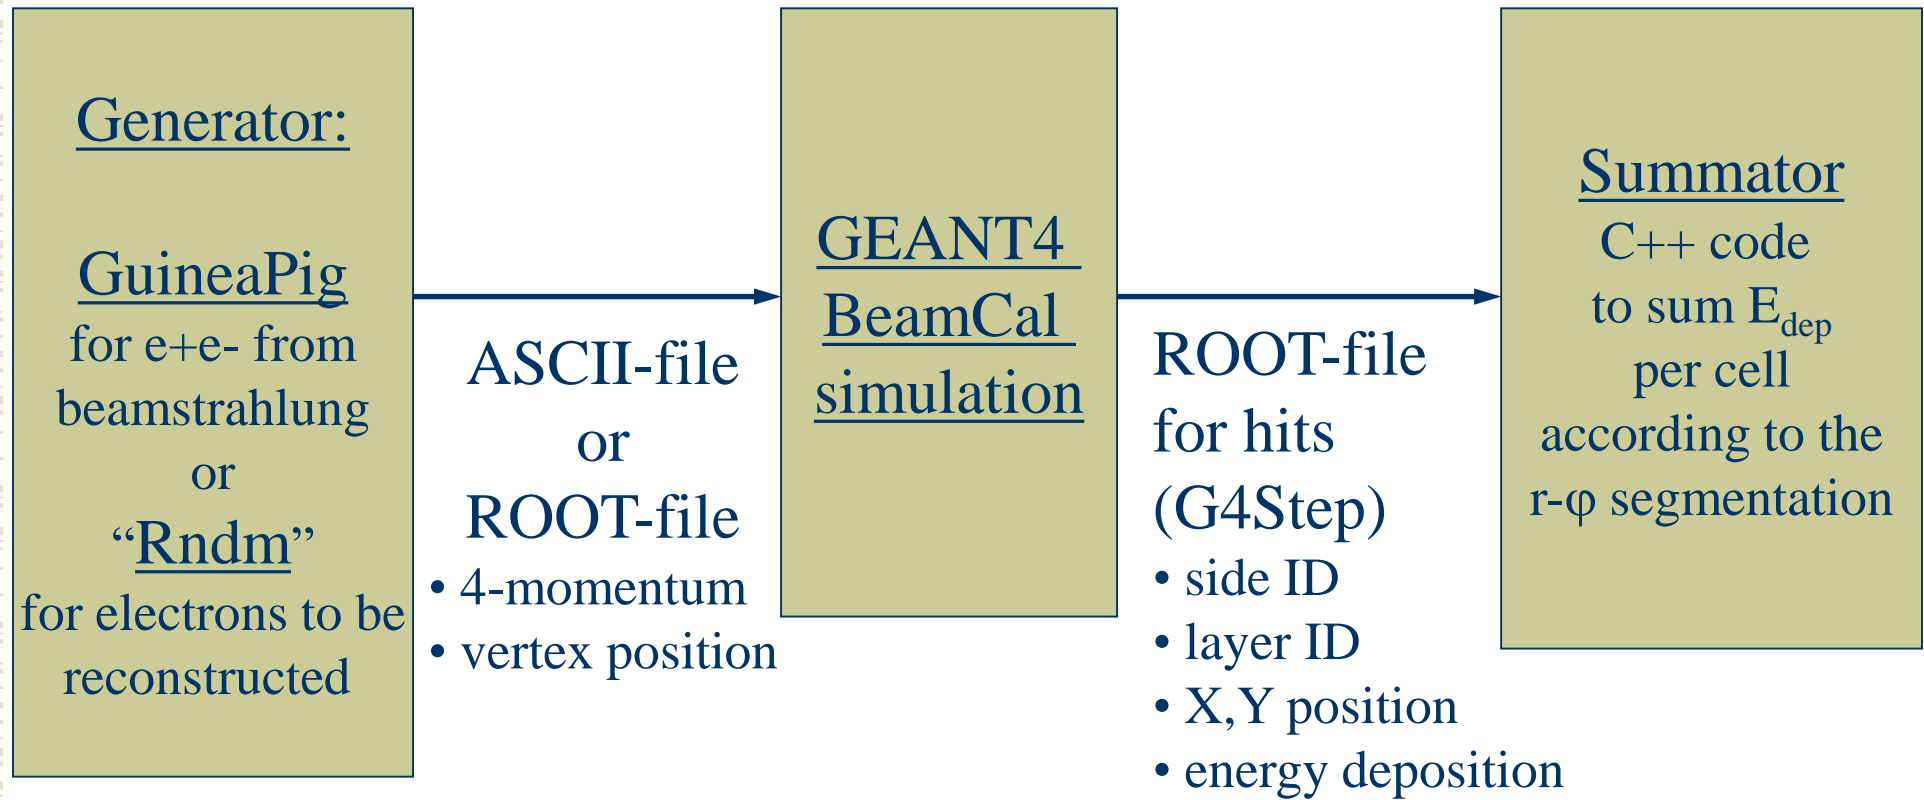 Generator:
GuineaPig
for e+e- from
beamstrahlung
or
“Rndm”
for electrons to be
reconstructed
ASCII-file
or
ROOT-file
• 4-momentum
• vertex position
GEANT4
BeamCal
simulation
ROOT-file
for hits
(G4Step)
• side ID
• layer ID
• X,Y position
• energy deposition
Summator
C++ code
to sum Edep
per cell
according to the
r-φ segmentation